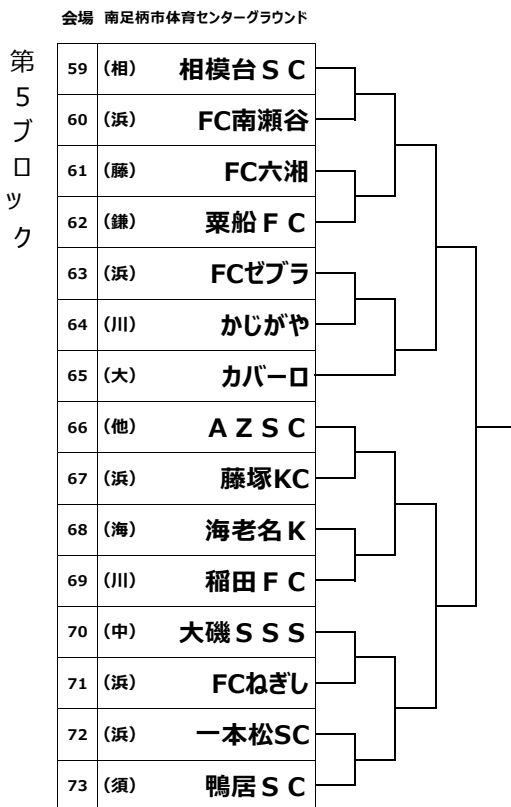 会場 南足柄市体育センターグラウンド
第5ブロック
59 (相) 相模台ＳＣ
60 (浜) FC南瀬谷
61 (藤) FC六湘
62 (鎌) 粟船ＦＣ
63 (浜) FCゼブラ
64 (川) かじがや
65 (大) カバーロ
66 (他) ＡＺＳＣ
67 (浜) 藤塚KC
68 (海) 海老名Ｋ
69 (川) 稲田ＦＣ
70 (中) 大磯ＳＳＳ
71 (浜) FCねぎし
72 (浜) 一本松SC
73 (須) 鴨居ＳＣ